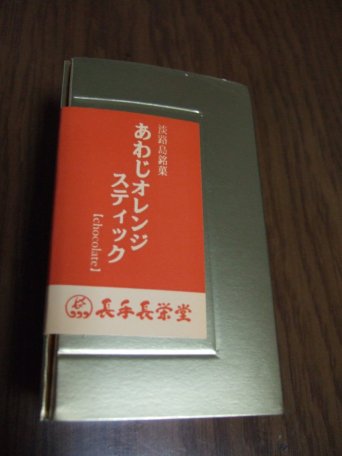 淡路島銘菓
あわじオレンジ
スティック
【chocolate】
長手長栄堂